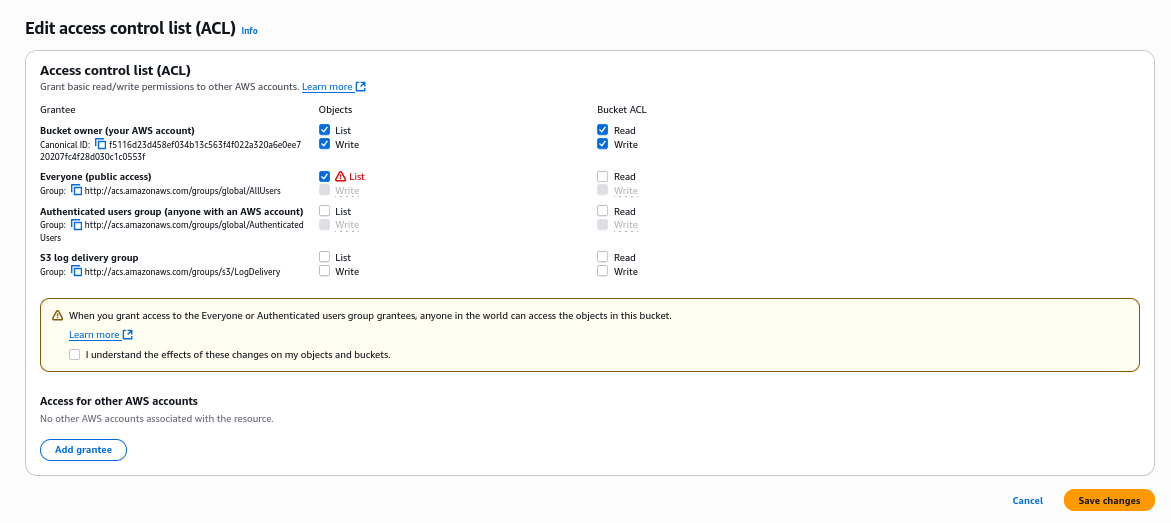 Edit access control list (ACL) Info
Access control list (ACL)
Grant basic read/write permissions to other AWS accounts. Learn more
Grantee Objects Bucket ACL
Bucket owner (your AWS account) List Read
Canonical ID: f5116d23d458ef034b13c563f4f022a320a6e0ee7 Write Write
20207fc4f28d030c1c0553f
Everyone (public access) List Read
Group: http://acs.amazonaws.com/groups/global/AllUsers Write Write
Authenticated users group (anyone with an AWS account) List Read
Group: http://acs.amazonaws.com/groups/global/Authenticated Write Write
Users
S3 log delivery group List Read
Group: http://acs.amazonaws.com/groups/s3/LogDelivery Write Write
When you grant access to the Everyone or Authenticated users group grantees, anyone in the world can access the objects in this bucket.
Learn more
I understand the effects of these changes on my objects and buckets.
Access for other AWS accounts
No other AWS accounts associated with the resource.
Add grantee
Cancel Save changes